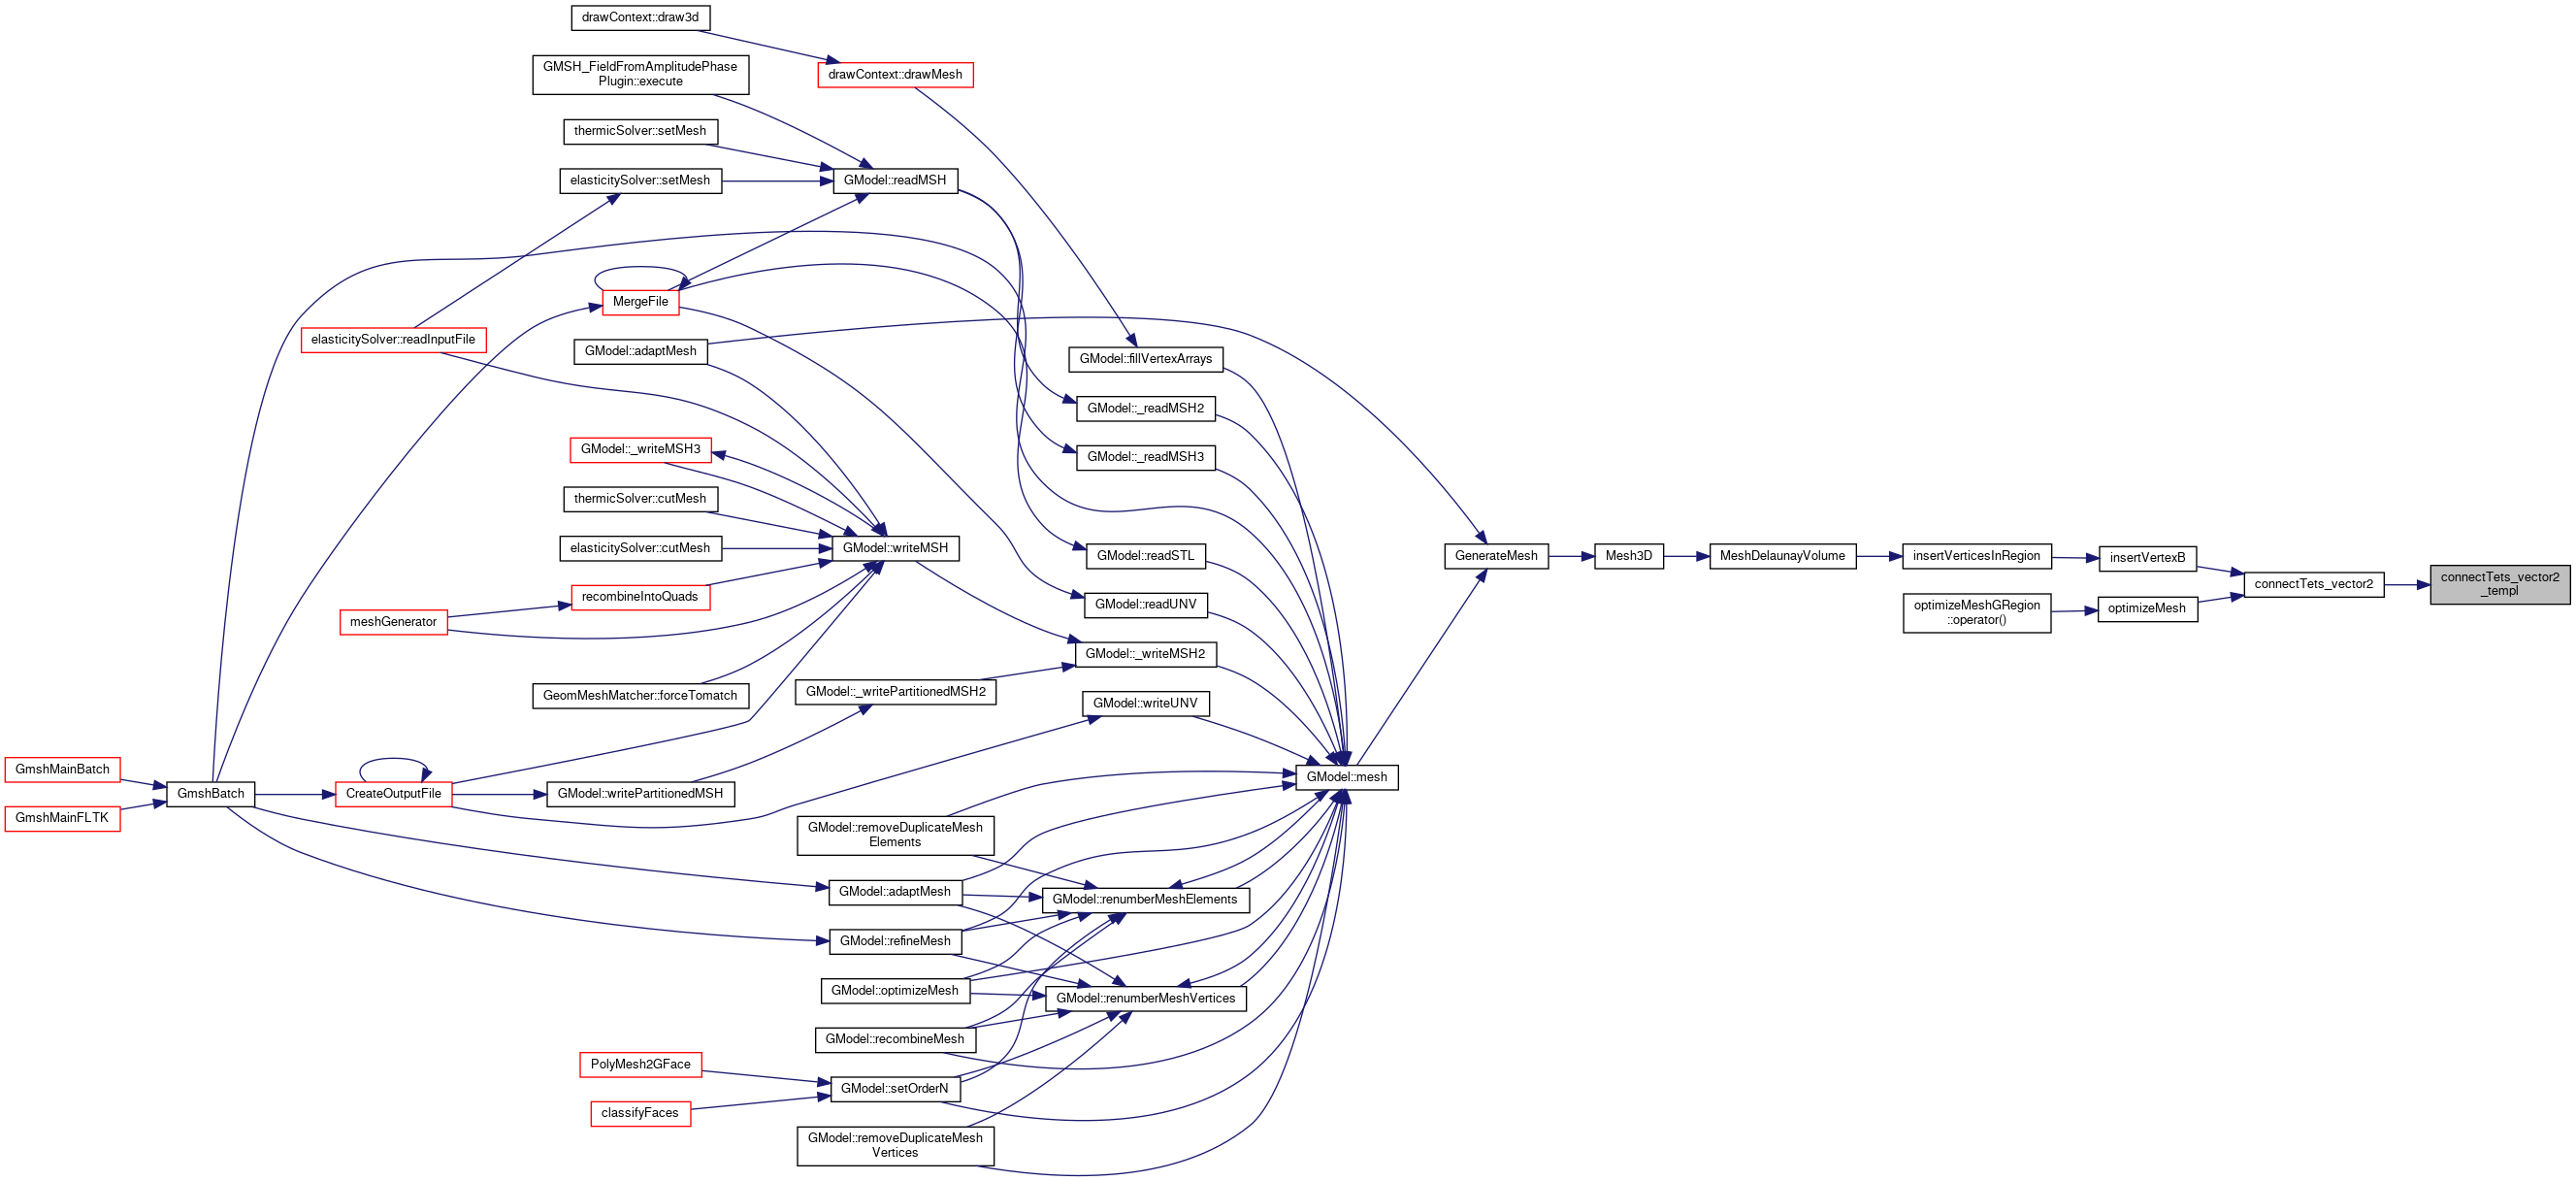 drawContext::draw3d
GMSH_FieldFromAmplitudePhase
Plugin::execute
drawContext::drawMesh
thermicSolver::setMesh
elasticitySolver::setMesh
GModel::readMSH
MergeFile
elasticitySolver::readInputFile
GModel::adaptMesh
GModel::fillVertexArrays
GModel::_readMSH2
GModel::_writeMSH3
GModel::_readMSH3
thermicSolver::cutMesh
elasticitySolver::cutMesh
GModel::writeMSH
GModel::readSTL
GenerateMesh
Mesh3D
MeshDelaunayVolume
insertVerticesInRegion
insertVertexB
connectTets_vector2
connectTets_vector2
_templ
optimizeMeshGRegion
::operator()
optimizeMesh
recombineIntoQuads
meshGenerator
GModel::readUNV
GModel::_writeMSH2
GeomMeshMatcher::forceTomatch
GModel::_writePartitionedMSH2
GModel::writeUNV
GmshMainBatch
GmshMainFLTK
GmshBatch
CreateOutputFile
GModel::writePartitionedMSH
GModel::mesh
GModel::removeDuplicateMesh
Elements
GModel::adaptMesh
GModel::renumberMeshElements
GModel::refineMesh
GModel::optimizeMesh
GModel::renumberMeshVertices
GModel::recombineMesh
PolyMesh2GFace
GModel::setOrderN
classifyFaces
GModel::removeDuplicateMesh
Vertices